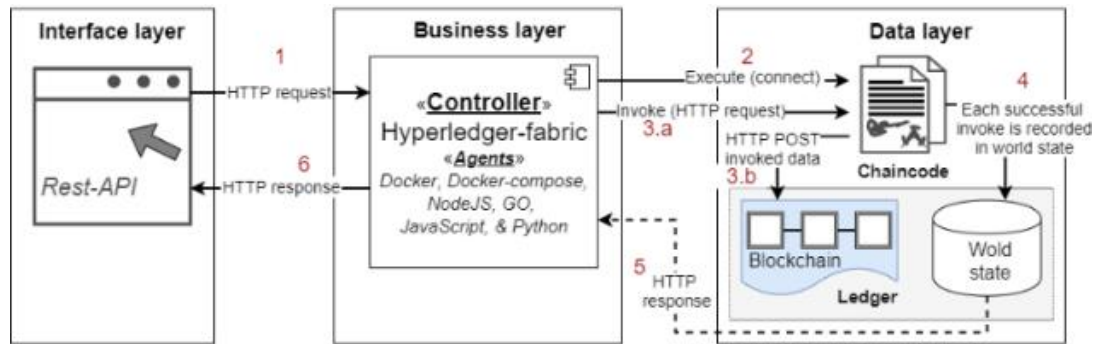 Interface layer
Business layer
Data layer
1
HTTP request
«Controller»
Hyperledger-fabric
«Agents»
Docker, Docker-compose,
NodeJS, GO,
JavaScript, & Python
6
HTTP response
Rest-API
2
Execute (connect)
Invoke (HTTP request)
3.a
HTTP POST
invoked data
3.b
Chaincode
4
Each successful
invoke is recorded
in world state
Blockchain
Ledger
Wold
state
5
HTTP
response